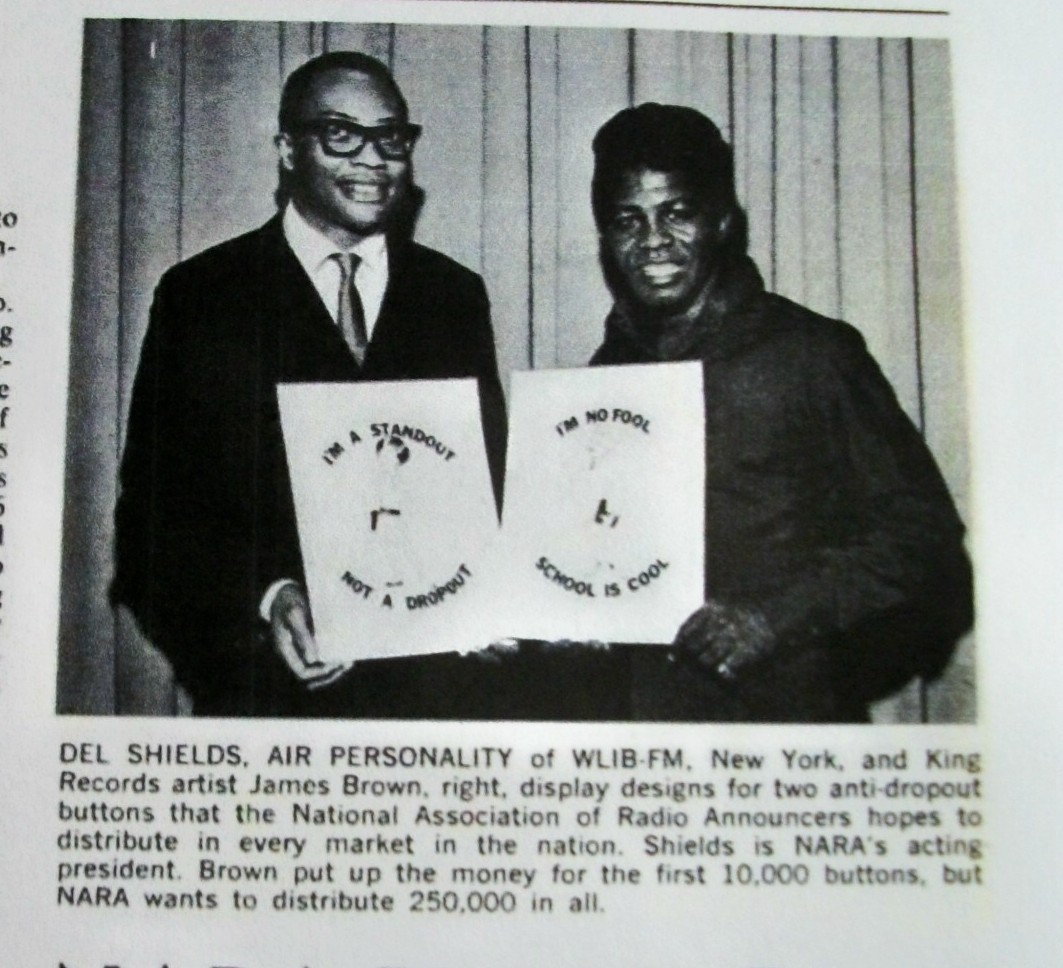 I'M A STANDOUT
NOT A DROPOUT
I'M NO FOOL
SCHOOL IS COOL
DEL SHIELDS, AIR PERSONALITY of WLIB-FM, New York, and King
Records artist James Brown, right, display designs for two anti-dropout
buttons that the National Association of Radio Announcers hopes to
distribute in every market in the nation. Shields is NARA's acting
president. Brown put up the money for the first 10,000 buttons, but
NARA wants to distribute 250,000 in all.